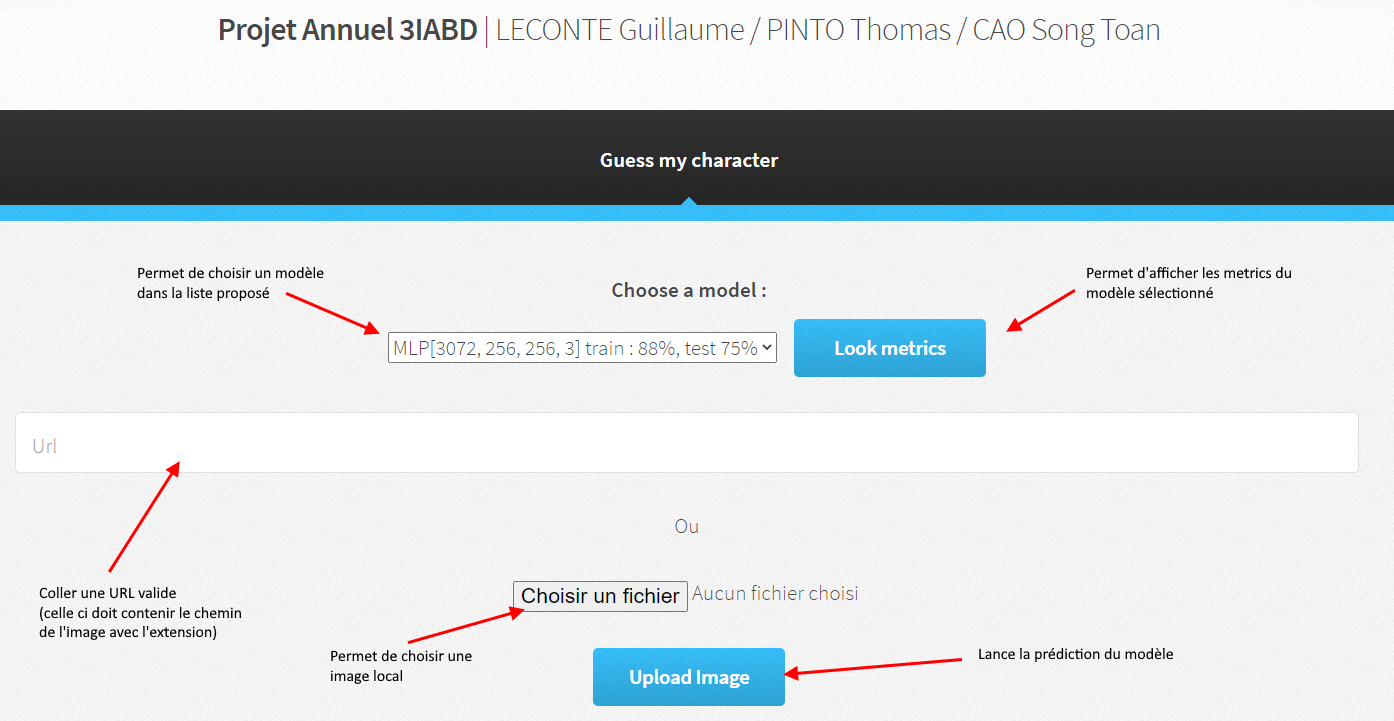 Projet Annuel 3IABD | LECONTE Guillaume / PINTO Thomas / CAO Song Toan
Guess my character
Permet de choisir un modèle
dans la liste proposé
Choose a model :
Permet d'afficher les metrics du
modèle sélectionné
MLP[3072, 256, 256, 3] train : 88%, test 75%
Look metrics
Url
Ou
Coller une URL valide
(celle ci doit contenir le chemin
de l'image avec l'extension)
Choisir un fichier Aucun fichier choisi
Permet de choisir une
image local
Upload Image
Lance la prédiction du modèle